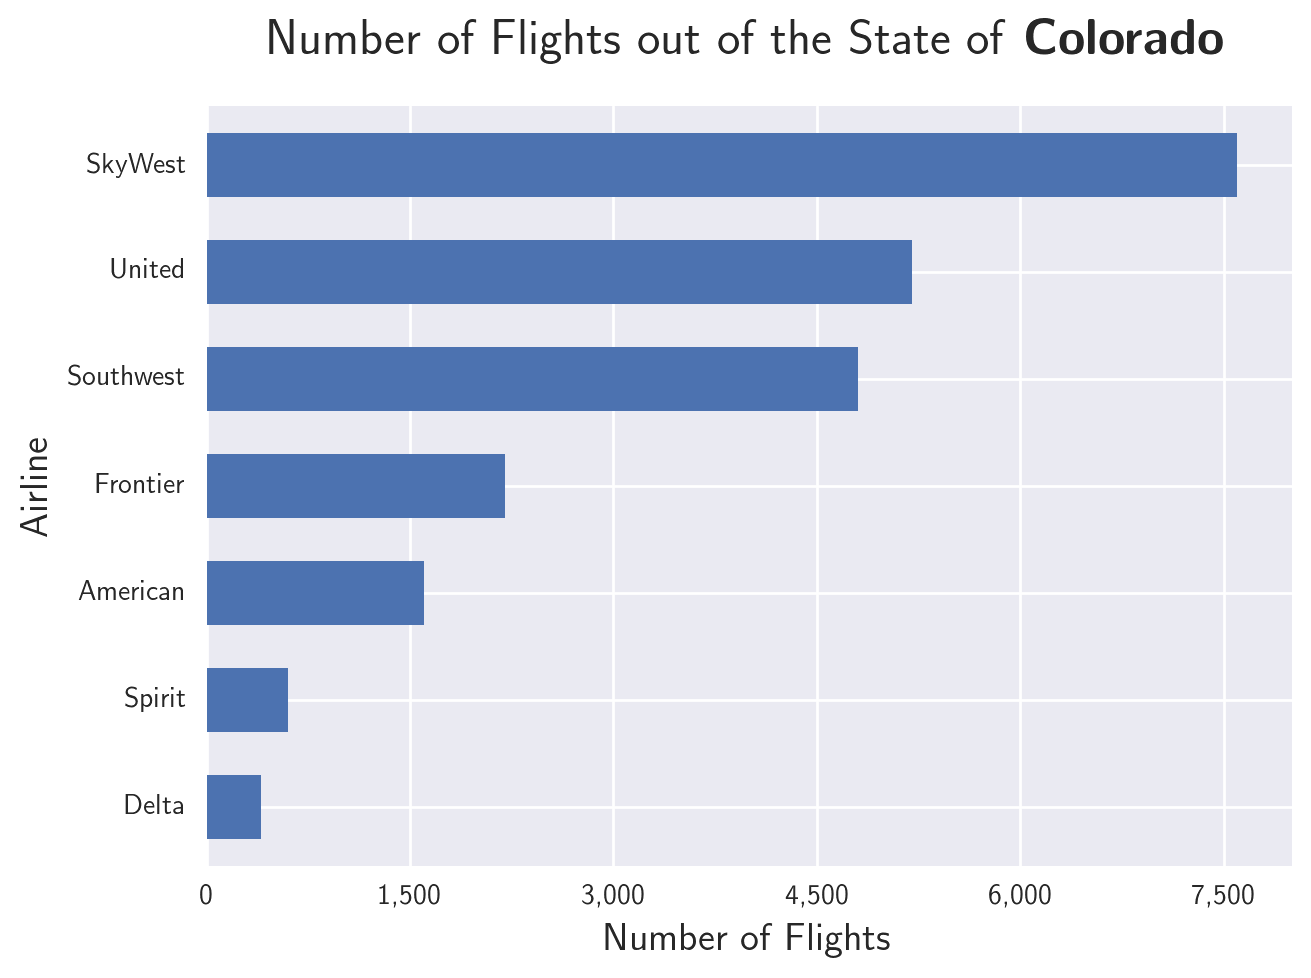 Number of Flights out of the State of Colorado
SkyWest
United
Southwest
Frontier
American
Spirit
Delta
Airline
0 1,500 3,000 4,500 6,000 7,500
Number of Flights